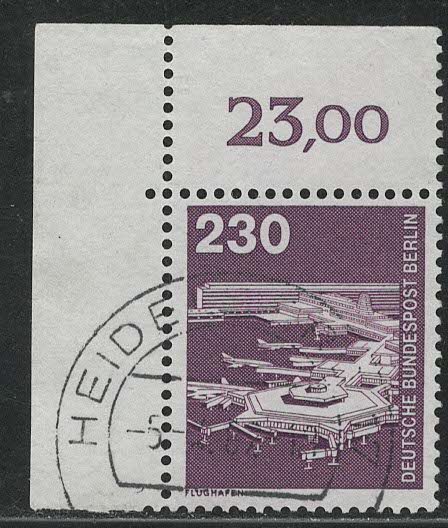 23,00
230
DEUTSCHE BUNDESPOST BERLIN
HEIDE
FLUGHAFEN